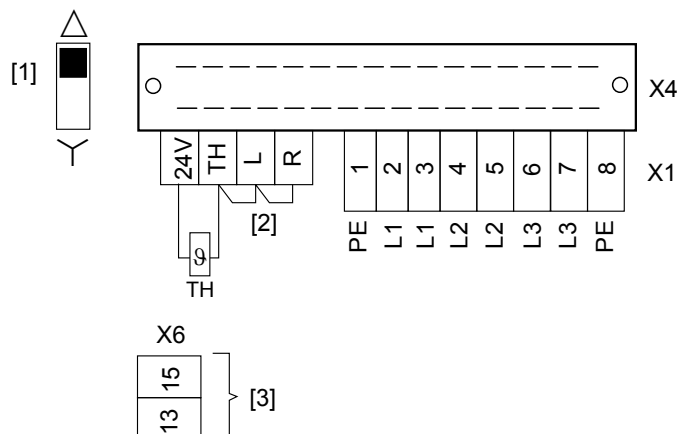 [1]
X4
24V TH L R
1 2 3 4 5 6 7 8
X1
[2]
PE L1 L1 L2 L2 L3 L3 PE
ϑ
TH
X6
15
[3]
13